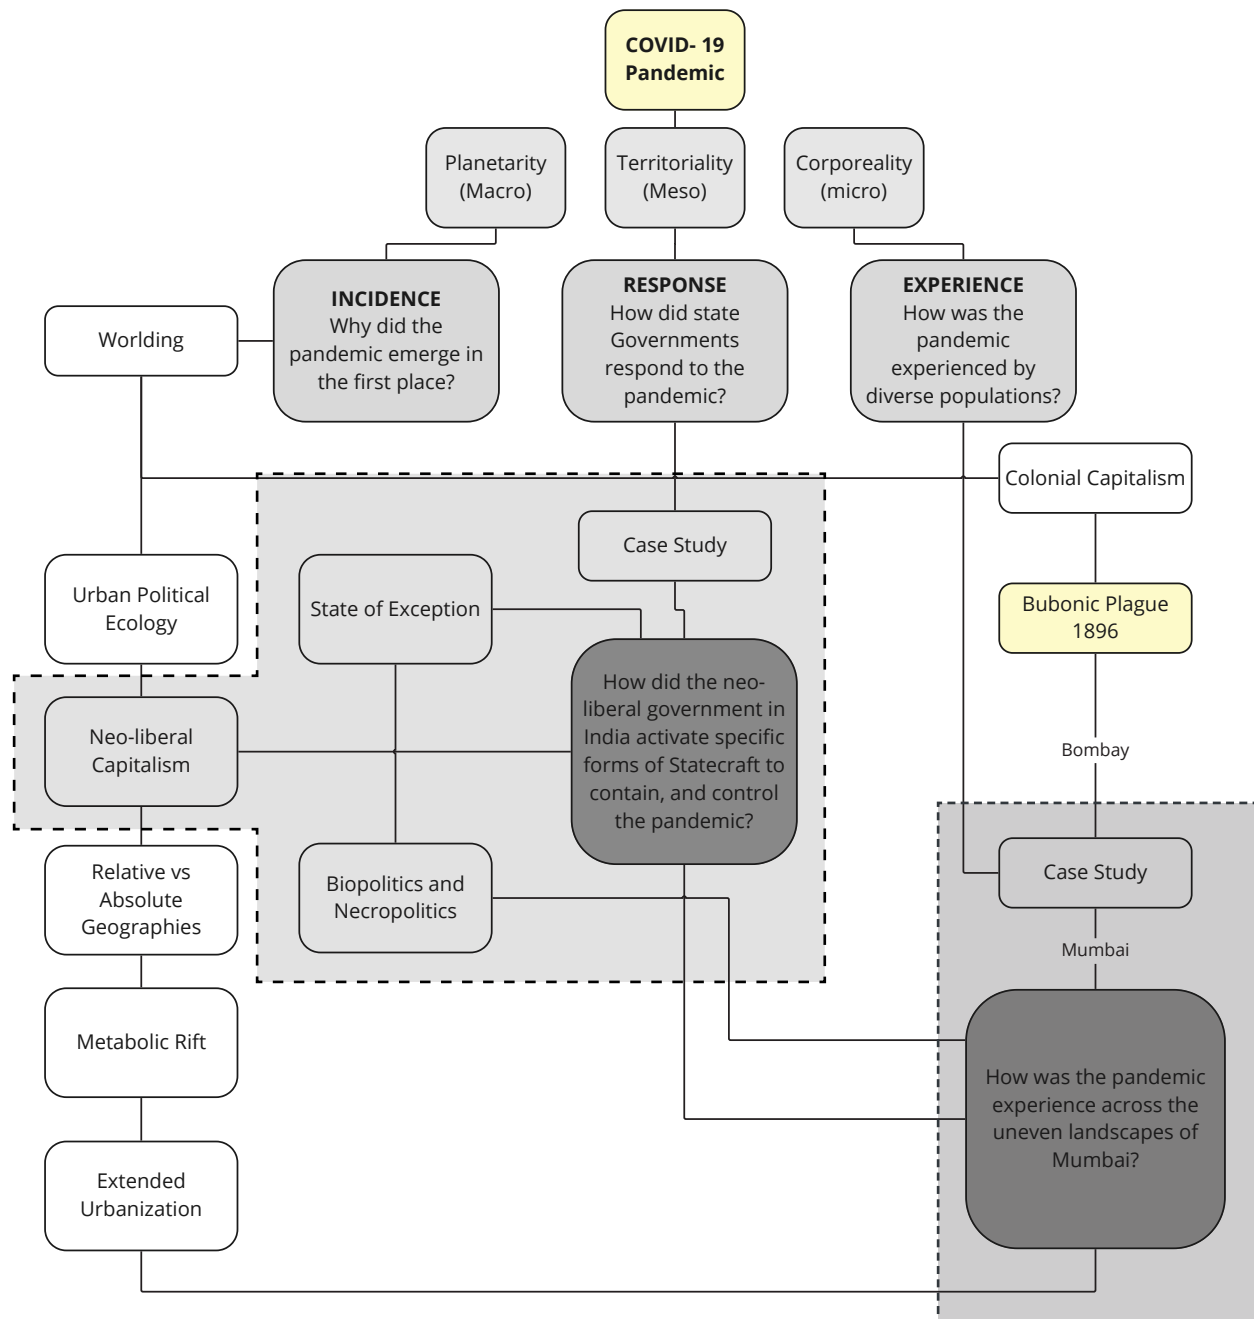 COVID- 19
Pandemic
Planetarity
(Macro)
Territoriality
(Meso)
Corporeality
(micro)
INCIDENCE
Why did the
pandemic emerge in
the first place?
RESPONSE
How did state
Governments
respond to the
pandemic?
EXPERIENCE
How was the
pandemic
experienced by
diverse populations?
Worlding
Colonial Capitalism
Case Study
State of Exception
Urban Political
Ecology
Bubonic Plague
1896
How did the neo-
liberal government in
India activate specific
forms of Statecraft to
contain, and control
the pandemic?
Neo-liberal
Capitalism
Bombay
Biopolitics and
Necropolitics
Relative vs
Absolute
Geographies
Case Study
Mumbai
Metabolic Rift
How was the pandemic
experience across the
uneven landscapes of
Mumbai?
Extended
Urbanization